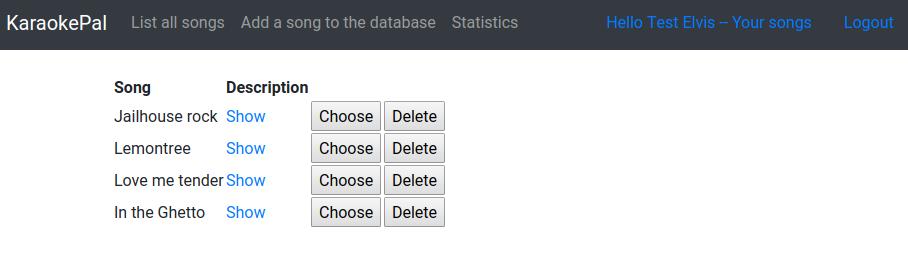 KaraokePal List all songs Add a song to the database Statistics Hello Test Elvis – Your songs Logout
Song Description
Jailhouse rock Show Choose Delete
Lemontree Show Choose Delete
Love me tender Show Choose Delete
In the Ghetto Show Choose Delete